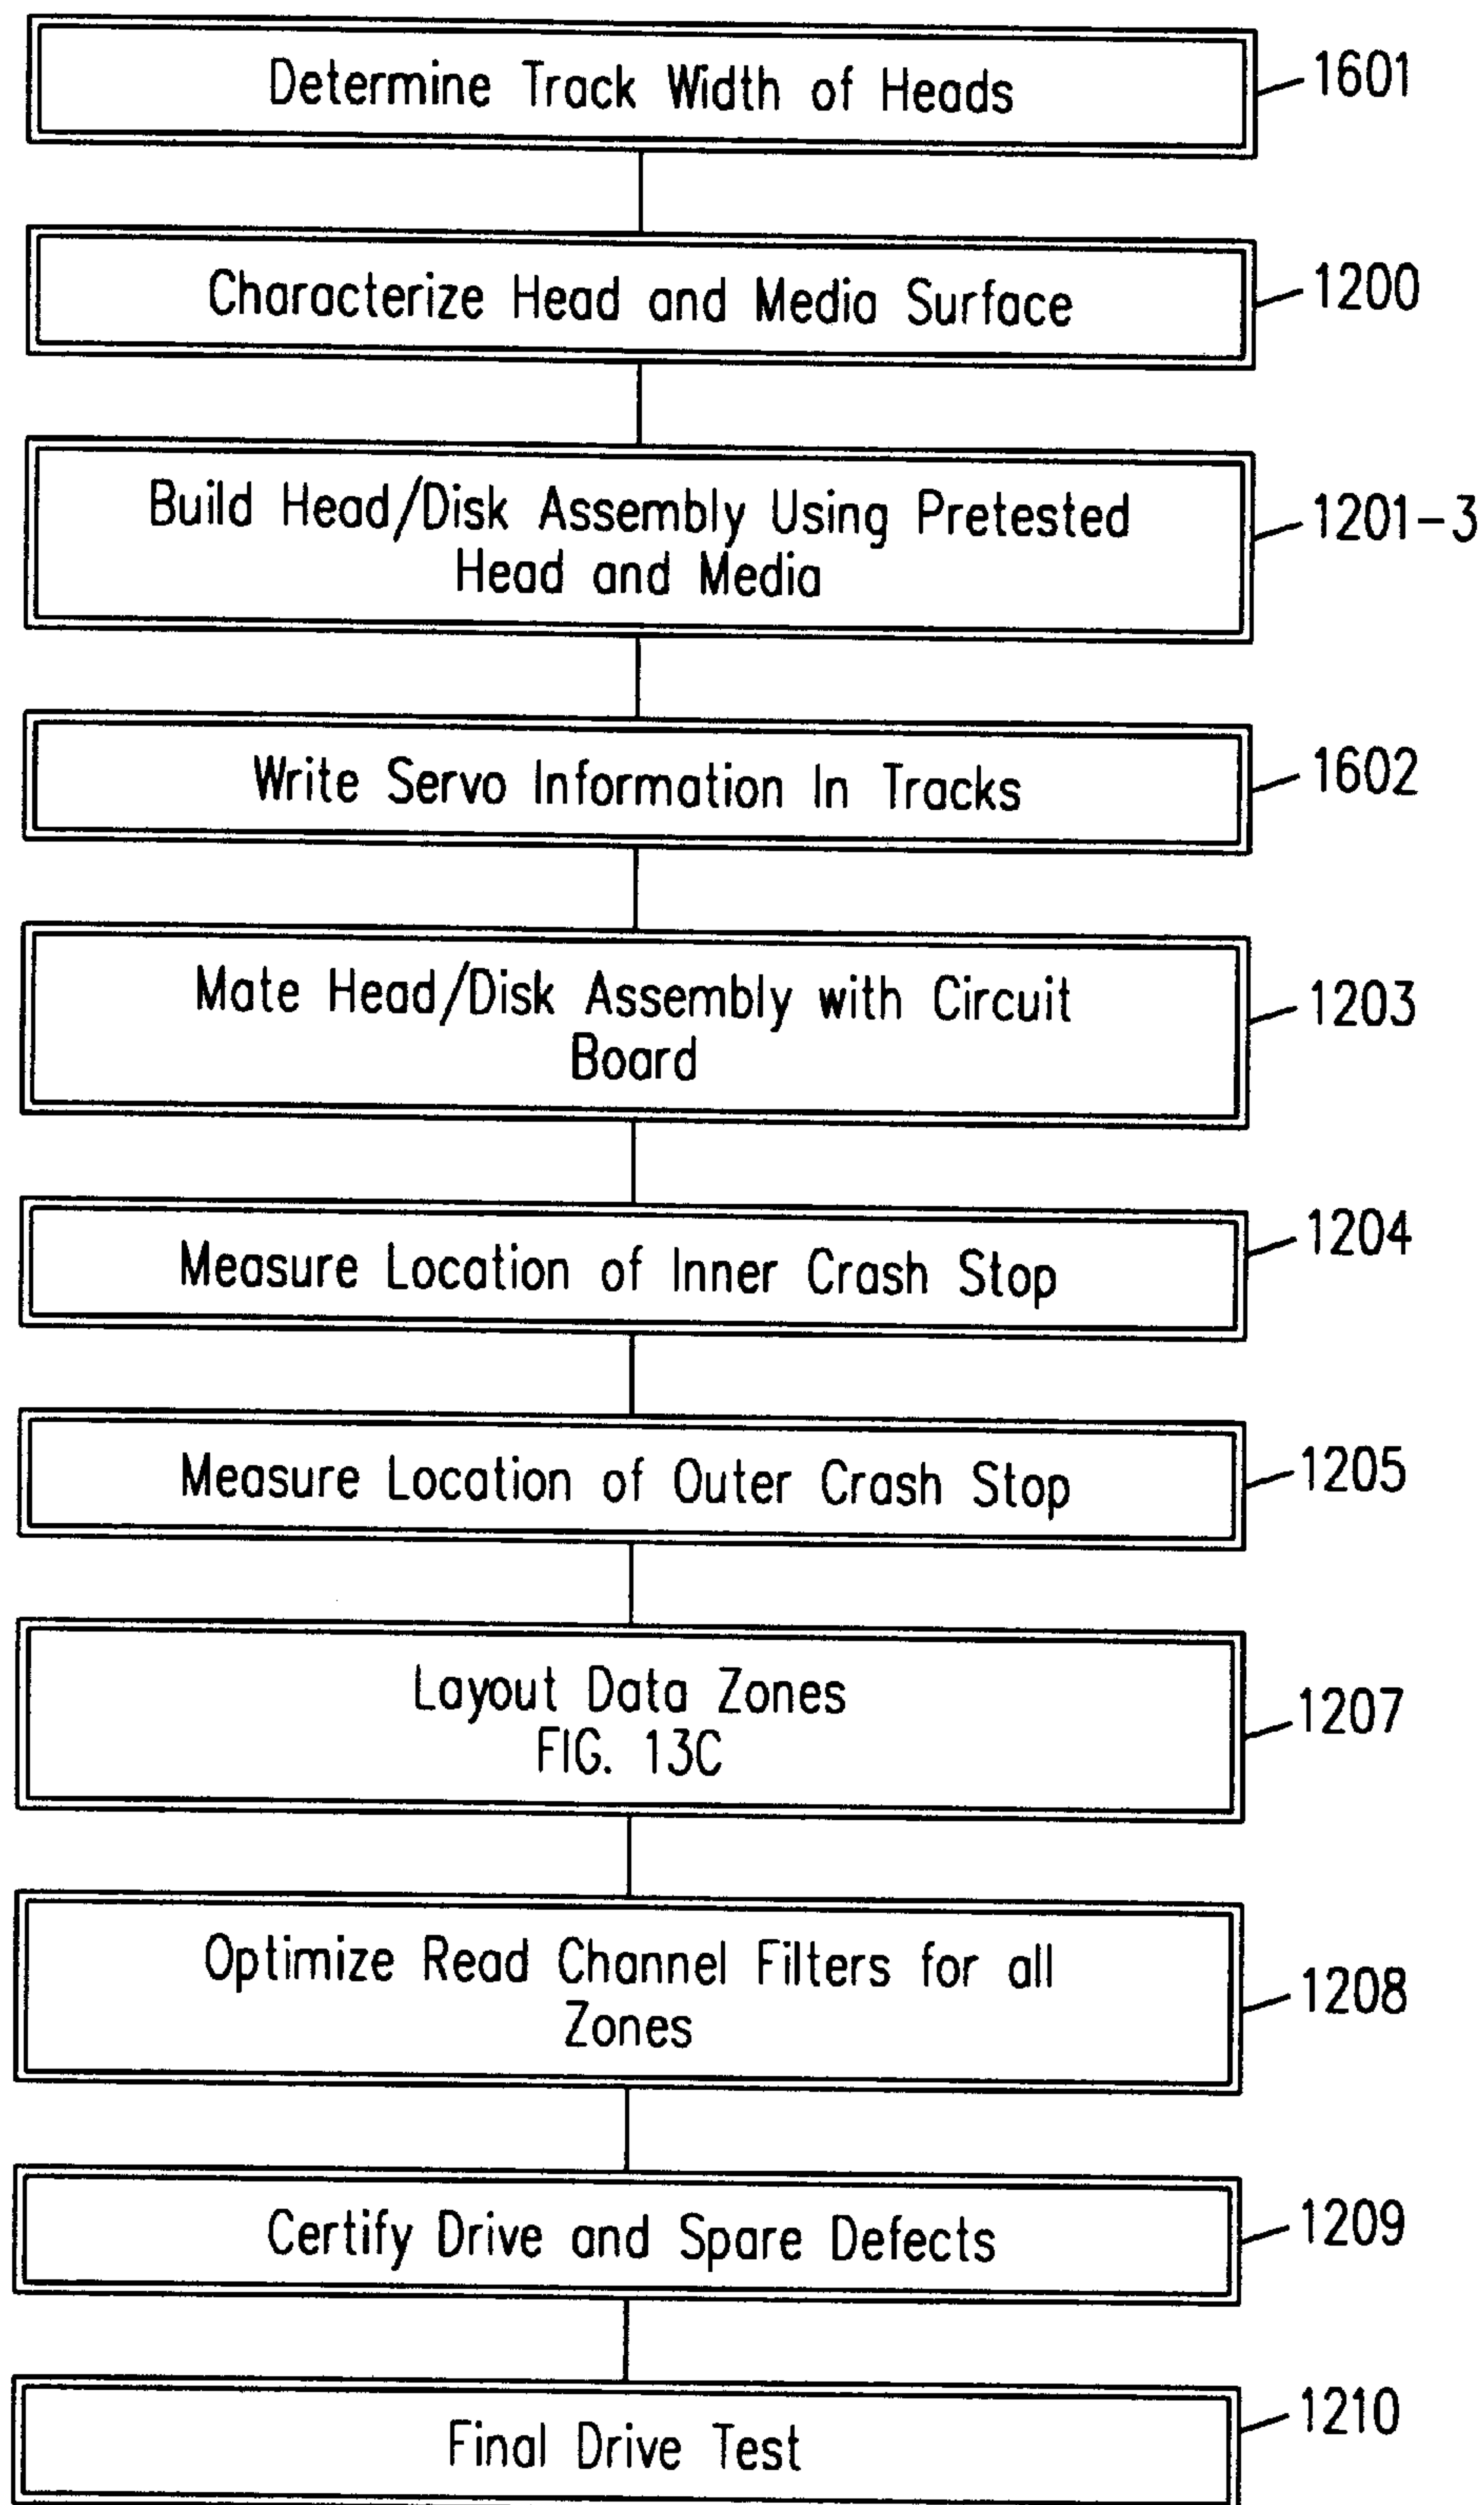 Determine Track Width of Heads
1601
Characterize Head and Media Surface
1200
Build Head/Disk Assembly Using Pretested
Head and Media
1201-3
Write Servo Information In Tracks
1602
Mate Head/Disk Assembly with Circuit
Board
1203
Measure Location of Inner Crash Stop
1204
Measure Location of Outer Crash Stop
1205
Layout Data Zones
FIG. 13C
1207
Optimize Read Channel Filters for all
Zones
1208
Certify Drive and Spare Defects
1209
Final Drive Test
1210